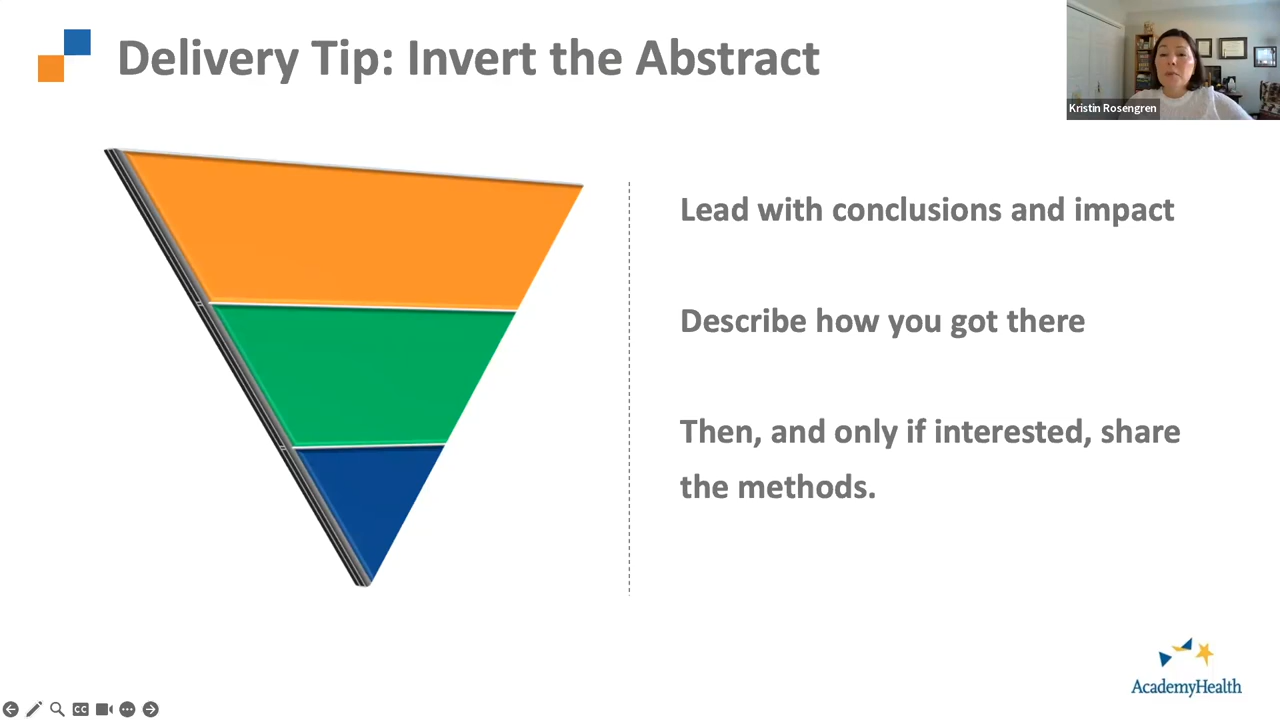 Delivery Tip: Invert the Abstract
Kristin Rosengren
Lead with conclusions and impact
Describe how you got there
Then, and only if interested, share
the methods.
AcademyHealth
CC